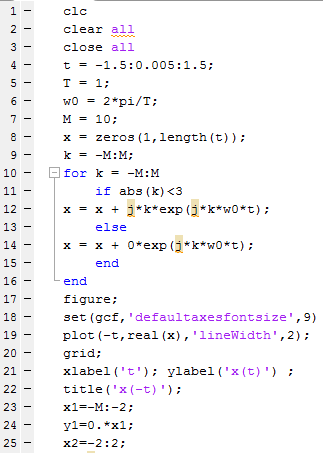 1 - clc
2 - clear all
3 - close all
4 - t = -1.5:0.005:1.5;
5 - T = 1;
6 - w0 = 2*pi/T;
7 - M = 10;
8 - x = zeros(1,length(t));
9 - k = -M:M;
10 - for k = -M:M
11 - if abs(k)<3
12 - x = x + j*k*exp(j*k*w0*t);
13 - else
14 - x = x + 0*exp(j*k*w0*t);
15 - end
16 - end
17 - figure;
18 - set(gcf,'defaultaxesfontsize',9)
19 - plot(-t,real(x),'lineWidth',2);
20 - grid;
21 - xlabel('t'); ylabel('x(t)') ;
22 - title('x(-t)');
23 - x1=-M:-2;
24 - y1=0.*x1;
25 - x2=-2:2;